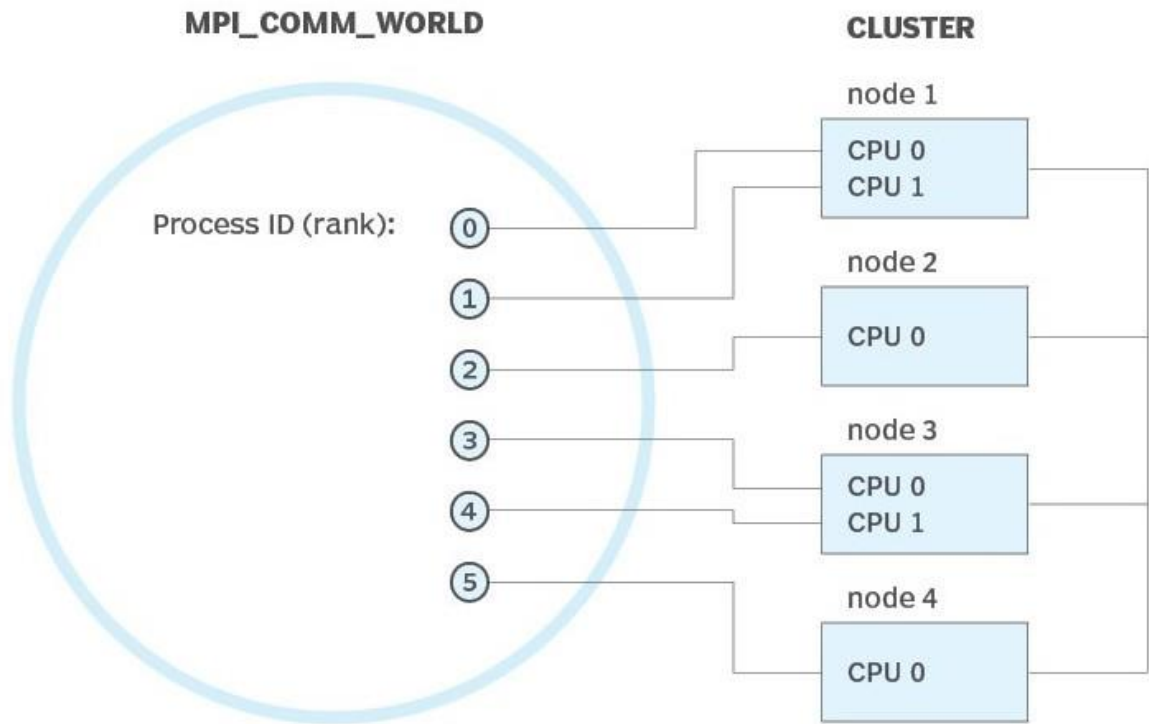 MPI_COMM_WORLD
CLUSTER
node 1
CPU 0
CPU 1
Process ID (rank):
0
1
2
3
4
5
node 2
CPU 0
node 3
CPU 0
CPU 1
node 4
CPU 0